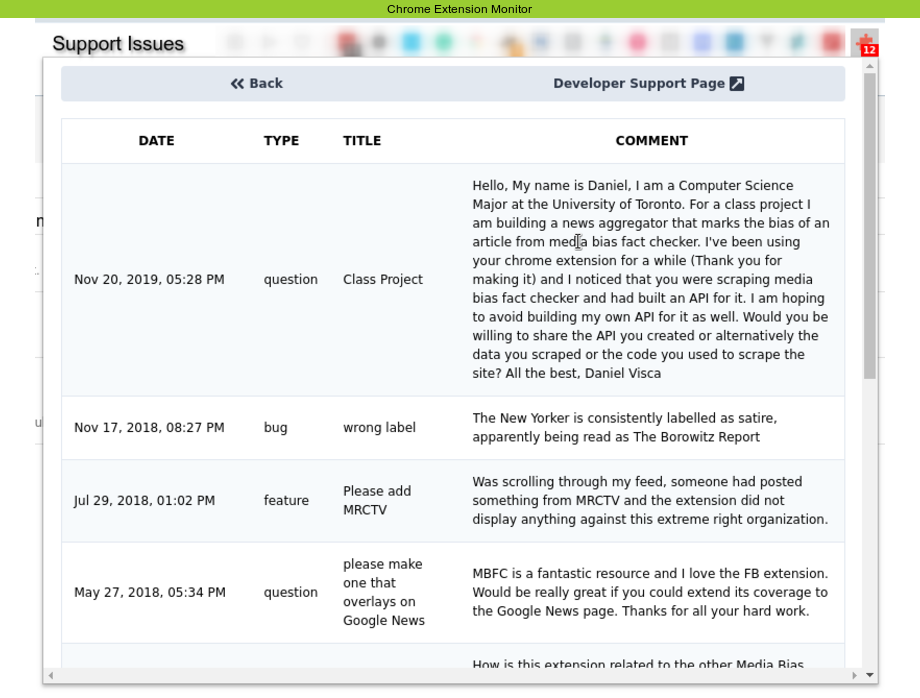 Chrome Extension Monitor
Support Issues
12
Back
Developer Support Page
DATE
TYPE
TITLE
COMMENT
Nov 20, 2019, 05:28 PM
question
Class Project
Hello, My name is Daniel, I am a Computer Science
Major at the University of Toronto. For a class project I
am building a news aggregator that marks the bias of an
article from media bias fact checker. I've been using
your chrome extension for a while (Thank you for
making it) and I noticed that you were scraping media
bias fact checker and had built an API for it. I am hoping
to avoid building my own API for it as well. Would you be
willing to share the API you created or alternatively the
data you scraped or the code you used to scrape the
site? All the best, Daniel Visca
Nov 17, 2018, 08:27 PM
bug
wrong label
The New Yorker is consistently labelled as satire,
apparently being read as The Borowitz Report
Jul 29, 2018, 01:02 PM
feature
Please add
MRCTV
Was scrolling through my feed, someone had posted
something from MRCTV and the extension did not
display anything against this extreme right organization.
May 27, 2018, 05:34 PM
question
please make
one that
overlays on
Google News
MBFC is a fantastic resource and I love the FB extension.
Would be really great if you could extend its coverage to
the Google News page. Thanks for all your hard work.
How is this extension related to the other Media Bias